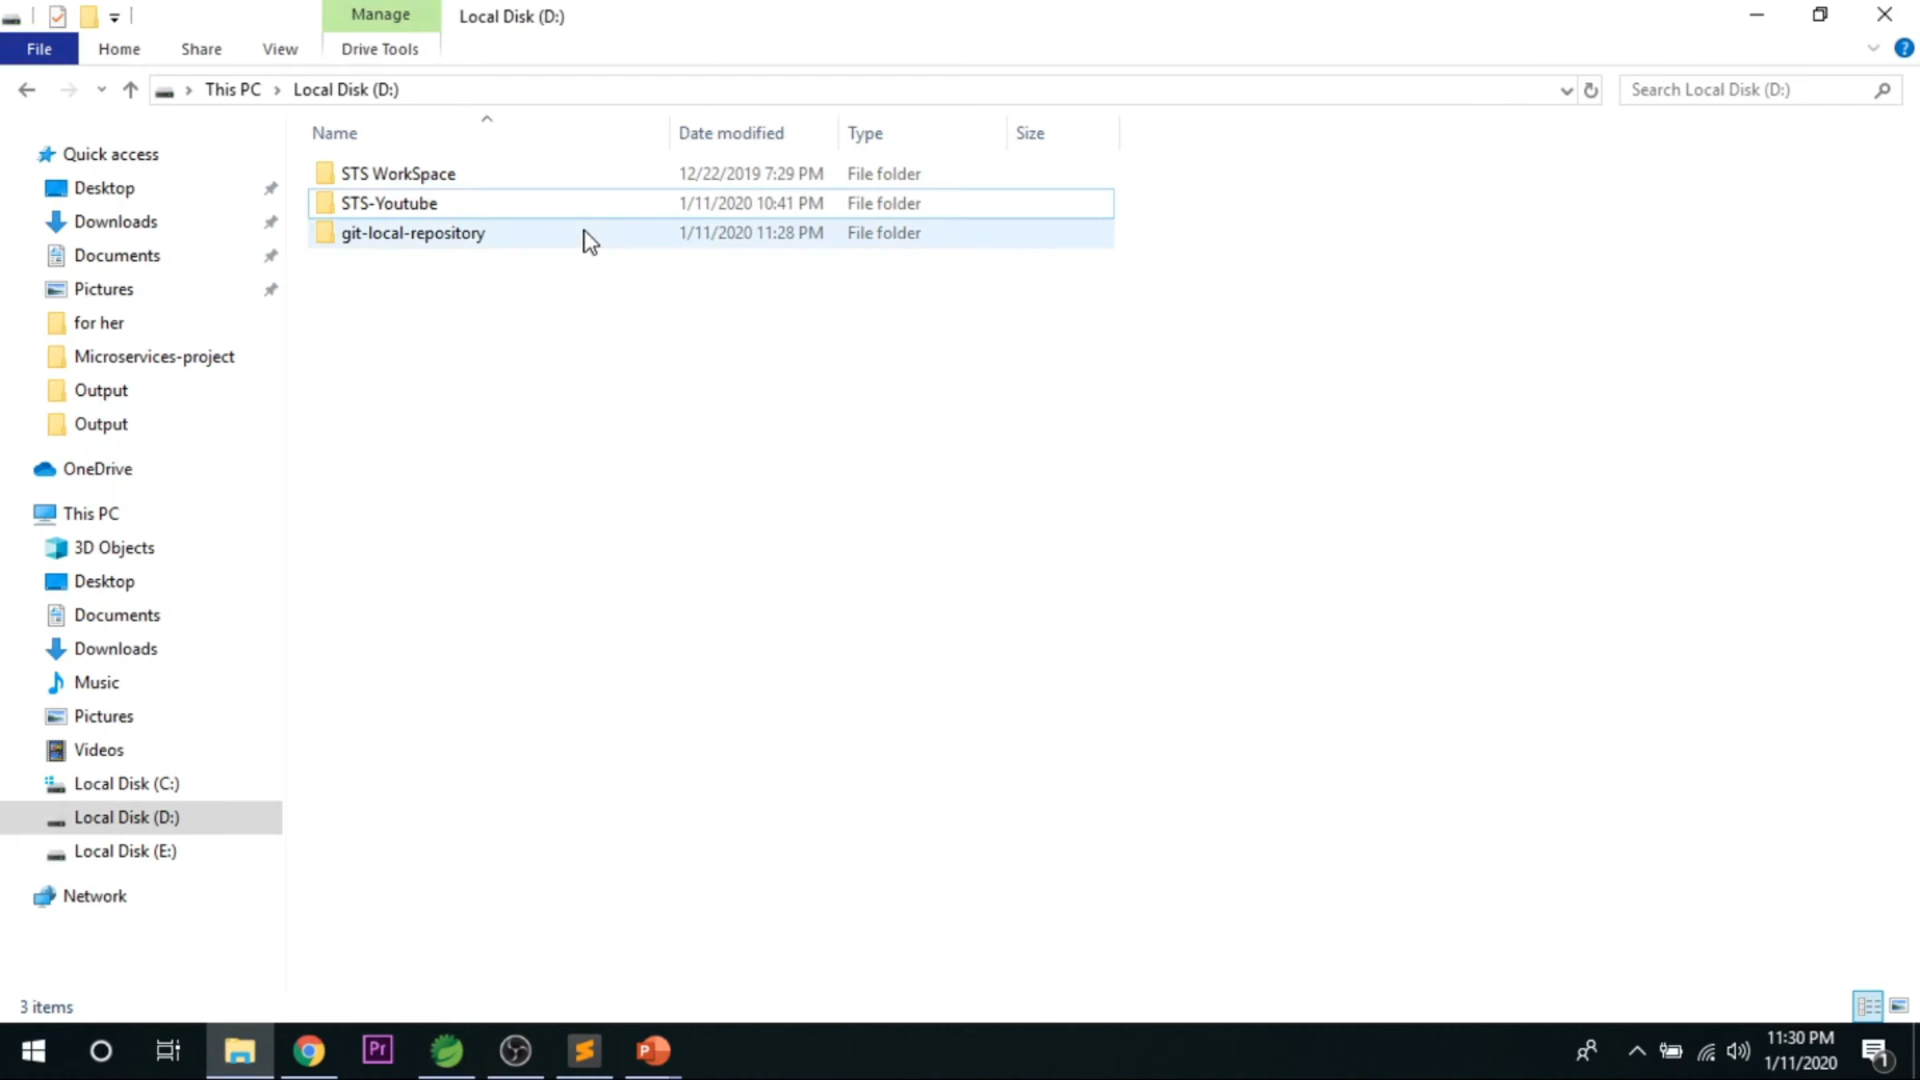 Manage
Local Disk (D:)
File
Home
Share
View
Drive Tools
?
This PC
Local Disk (D:)
Search Local Disk (D:)
Name
Date modified
Type
Size
STS WorkSpace
12/22/2019 7:29 PM
File folder
STS-Youtube
1/11/2020 10:41 PM
File folder
git-local-repository
1/11/2020 11:28 PM
File folder
Quick access
Desktop
Downloads
Documents
Pictures
for her
Microservices-project
Output
Output
OneDrive
This PC
3D Objects
Desktop
Documents
Downloads
Music
Pictures
Videos
Local Disk (C:)
Local Disk (D:)
Local Disk (E:)
Network
3 items
Pr
P
11:30 PM
1/11/2020
1